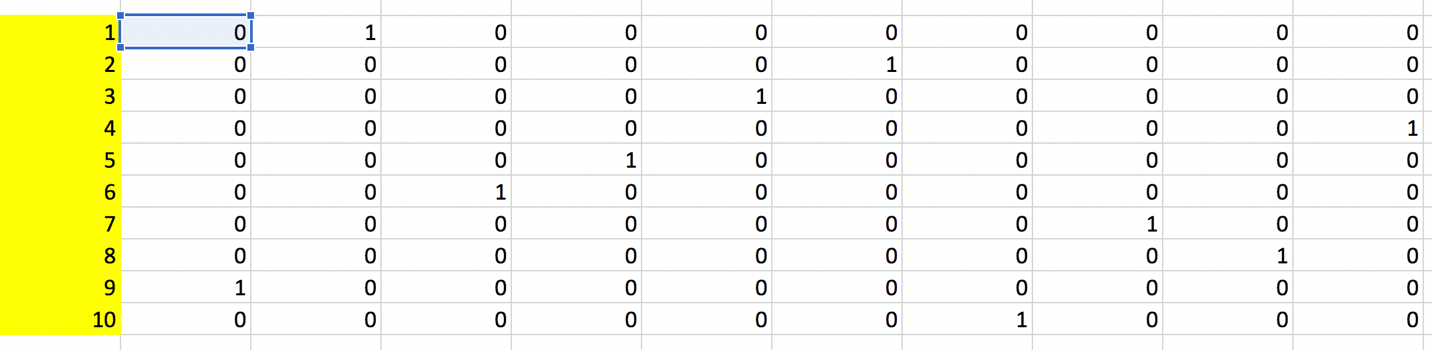 1 0 1 0 0 0 0 0 0 0 0
2 0 0 0 0 0 1 0 0 0 0
3 0 0 0 0 1 0 0 0 0 0
4 0 0 0 0 0 0 0 0 0 1
5 0 0 0 1 0 0 0 0 0 0
6 0 0 1 0 0 0 0 0 0 0
7 0 0 0 0 0 0 0 1 0 0
8 0 0 0 0 0 0 0 0 1 0
9 1 0 0 0 0 0 0 0 0 0
10 0 0 0 0 0 0 1 0 0 0